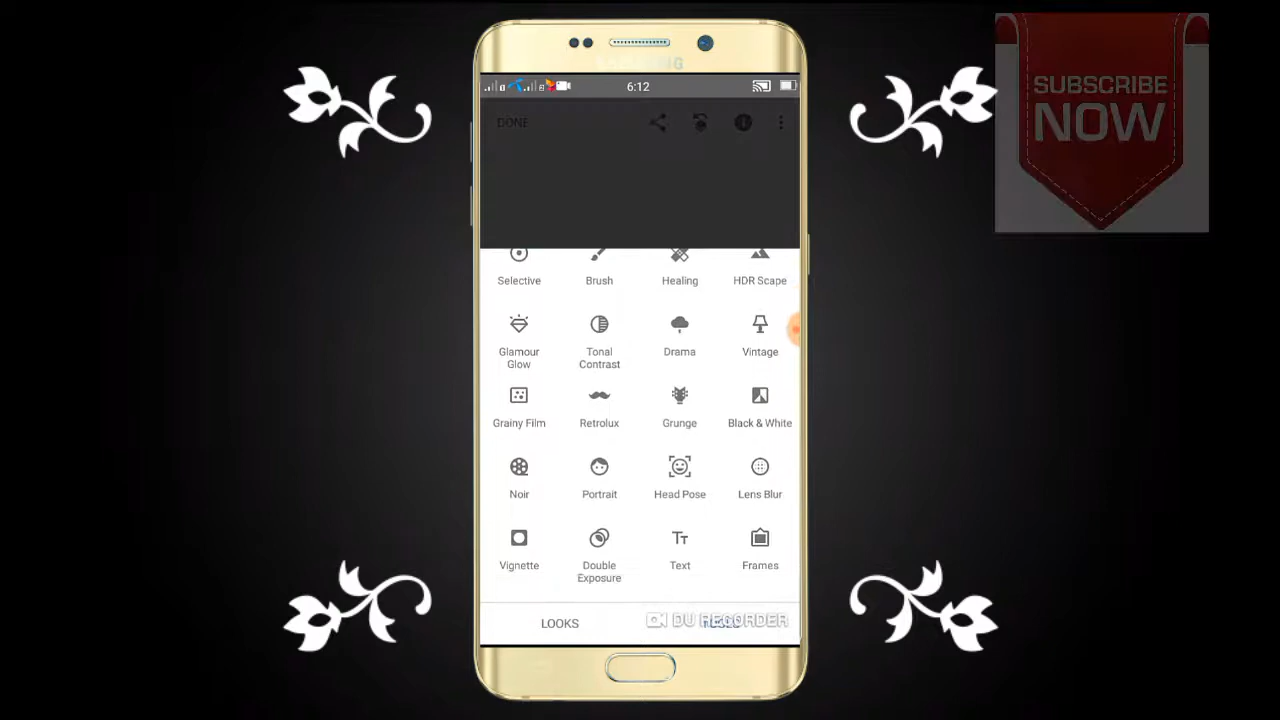 SAMSUNG
6:12
SUBSCRIBE
NOW
DONE
Selective Brush Healing HDR Scape
Glamour Glow Tonal Contrast Drama Vintage
Grainy Film Retrolux Grunge Black & White
Noir Portrait Head Pose Lens Blur
Vignette Double Exposure Text Frames
LOOKS
DU RECORDER